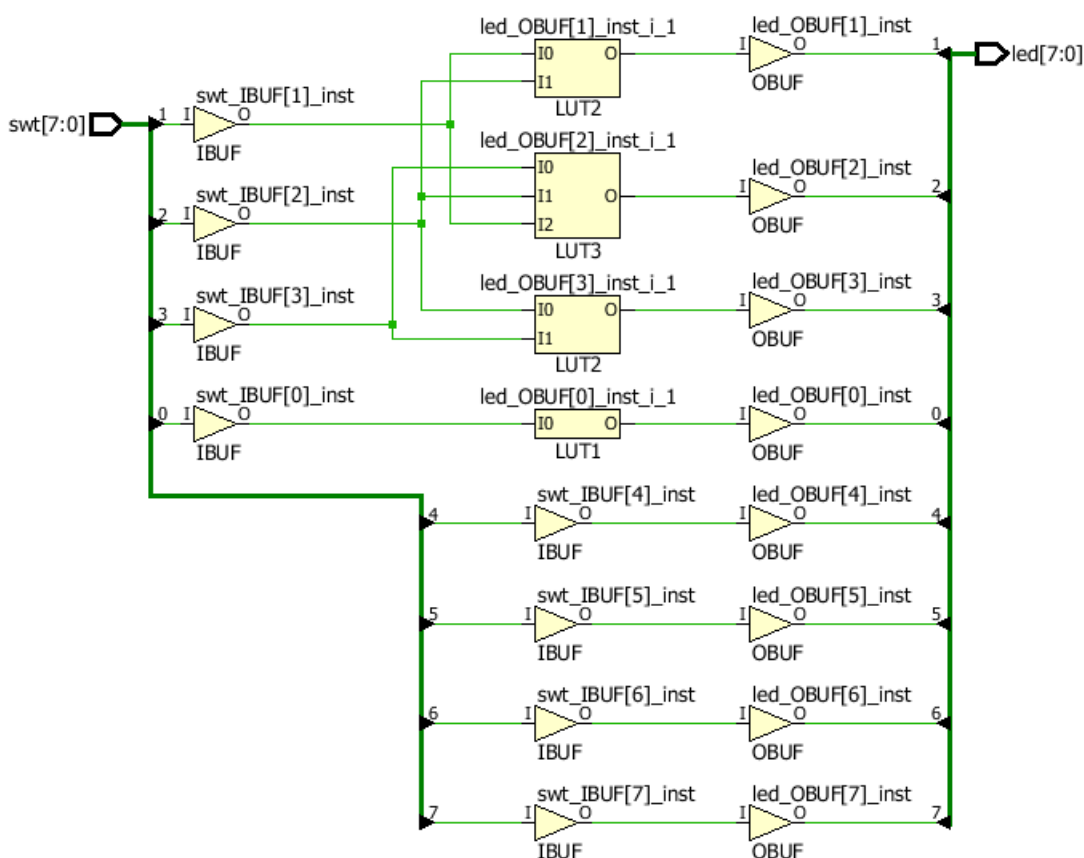 led_OBUF[1]_inst_i_1 led_OBUF[1]_inst
I0 O I O 1 led[7:0]
I1 OBUF
swt_IBUF[1]_inst LUT2
swt[7:0] 1 I O
IBUF led_OBUF[2]_inst_i_1
I0 led_OBUF[2]_inst
swt_IBUF[2]_inst I1 O I O 2
2 I O I2 OBUF
IBUF LUT3
led_OBUF[3]_inst_i_1 led_OBUF[3]_inst
swt_IBUF[3]_inst I0 O I O 3
3 I O I1 OBUF
IBUF LUT2
swt_IBUF[0]_inst led_OBUF[0]_inst_i_1 led_OBUF[0]_inst
0 I O I0 O I O 0
IBUF LUT1 OBUF
swt_IBUF[4]_inst led_OBUF[4]_inst
4 I O I O 4
IBUF OBUF
swt_IBUF[5]_inst led_OBUF[5]_inst
5 I O I O 5
IBUF OBUF
swt_IBUF[6]_inst led_OBUF[6]_inst
6 I O I O 6
IBUF OBUF
swt_IBUF[7]_inst led_OBUF[7]_inst
7 I O I O 7
IBUF OBUF